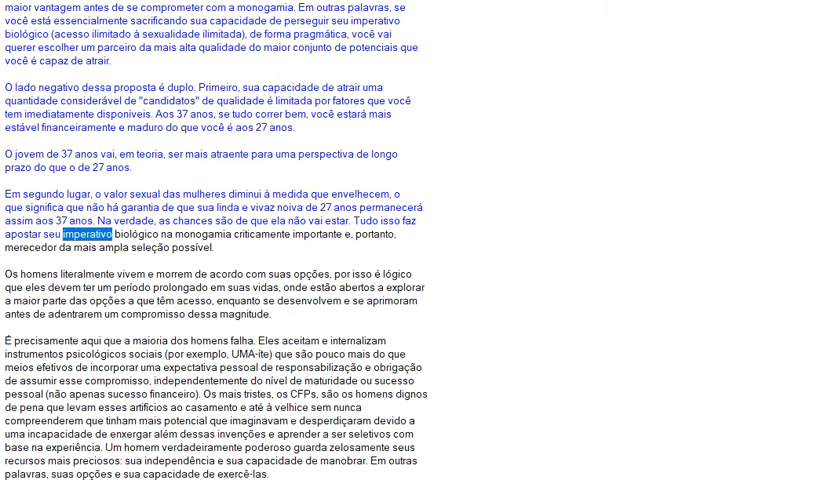 maior vantagem antes de se comprometer com a monogamia. Em outras palavras, se
você está essencialmente sacrificando sua capacidade de perseguir seu imperativo
biológico (acesso ilimitado à sexualidade ilimitada), de forma pragmática, você vai
querer escolher um parceiro da mais alta qualidade do maior conjunto de potenciais que
você é capaz de atrair.
O lado negativo dessa proposta é duplo. Primeiro, sua capacidade de atrair uma
quantidade considerável de "candidatos" de qualidade é limitada por fatores que você
tem imediatamente disponíveis. Aos 37 anos, se tudo correr bem, você estará mais
estável financeiramente e maduro do que você é aos 27 anos.
O jovem de 37 anos vai, em teoria, ser mais atraente para uma perspectiva de longo
prazo do que o de 27 anos.
Em segundo lugar, o valor sexual das mulheres diminui à medida que envelhecem, o
que significa que não há garantia de que sua linda e vivaz noiva de 27 anos permanecerá
assim aos 37 anos. Na verdade, as chances são de que ela não vai estar. Tudo isso faz
apostar seu imperativo biológico na monogamia criticamente importante e, portanto,
merecedor da mais ampla seleção possível.
Os homens literalmente vivem e morrem de acordo com suas opções, por isso é lógico
que eles devem ter um período prolongado em suas vidas, onde estão abertos a explorar
a maior parte das opções a que têm acesso, enquanto se desenvolvem e se aprimoram
antes de adentrarem um compromisso dessa magnitude.
É precisamente aqui que a maioria dos homens falha. Eles aceitam e internalizam
instrumentos psicológicos sociais (por exemplo, UMA-íte) que são pouco mais do que
meios efetivos de incorporar uma expectativa pessoal de responsabilização e obrigação
de assumir esse compromisso, independentemente do nível de maturidade ou sucesso
pessoal (não apenas sucesso financeiro). Os mais tristes, os CFPs, são os homens dignos
de pena que levam esses artifícios ao casamento e até à velhice sem nunca
compreenderem que tinham mais potencial que imaginavam e desperdiçaram devido a
uma incapacidade de enxergar além dessas invenções e aprender a ser seletivos com
base na experiência. Um homem verdadeiramente poderoso guarda zelosamente seus
recursos mais preciosos: sua independência e sua capacidade de manobrar. Em outras
palavras, suas opções e sua capacidade de exercê-las.